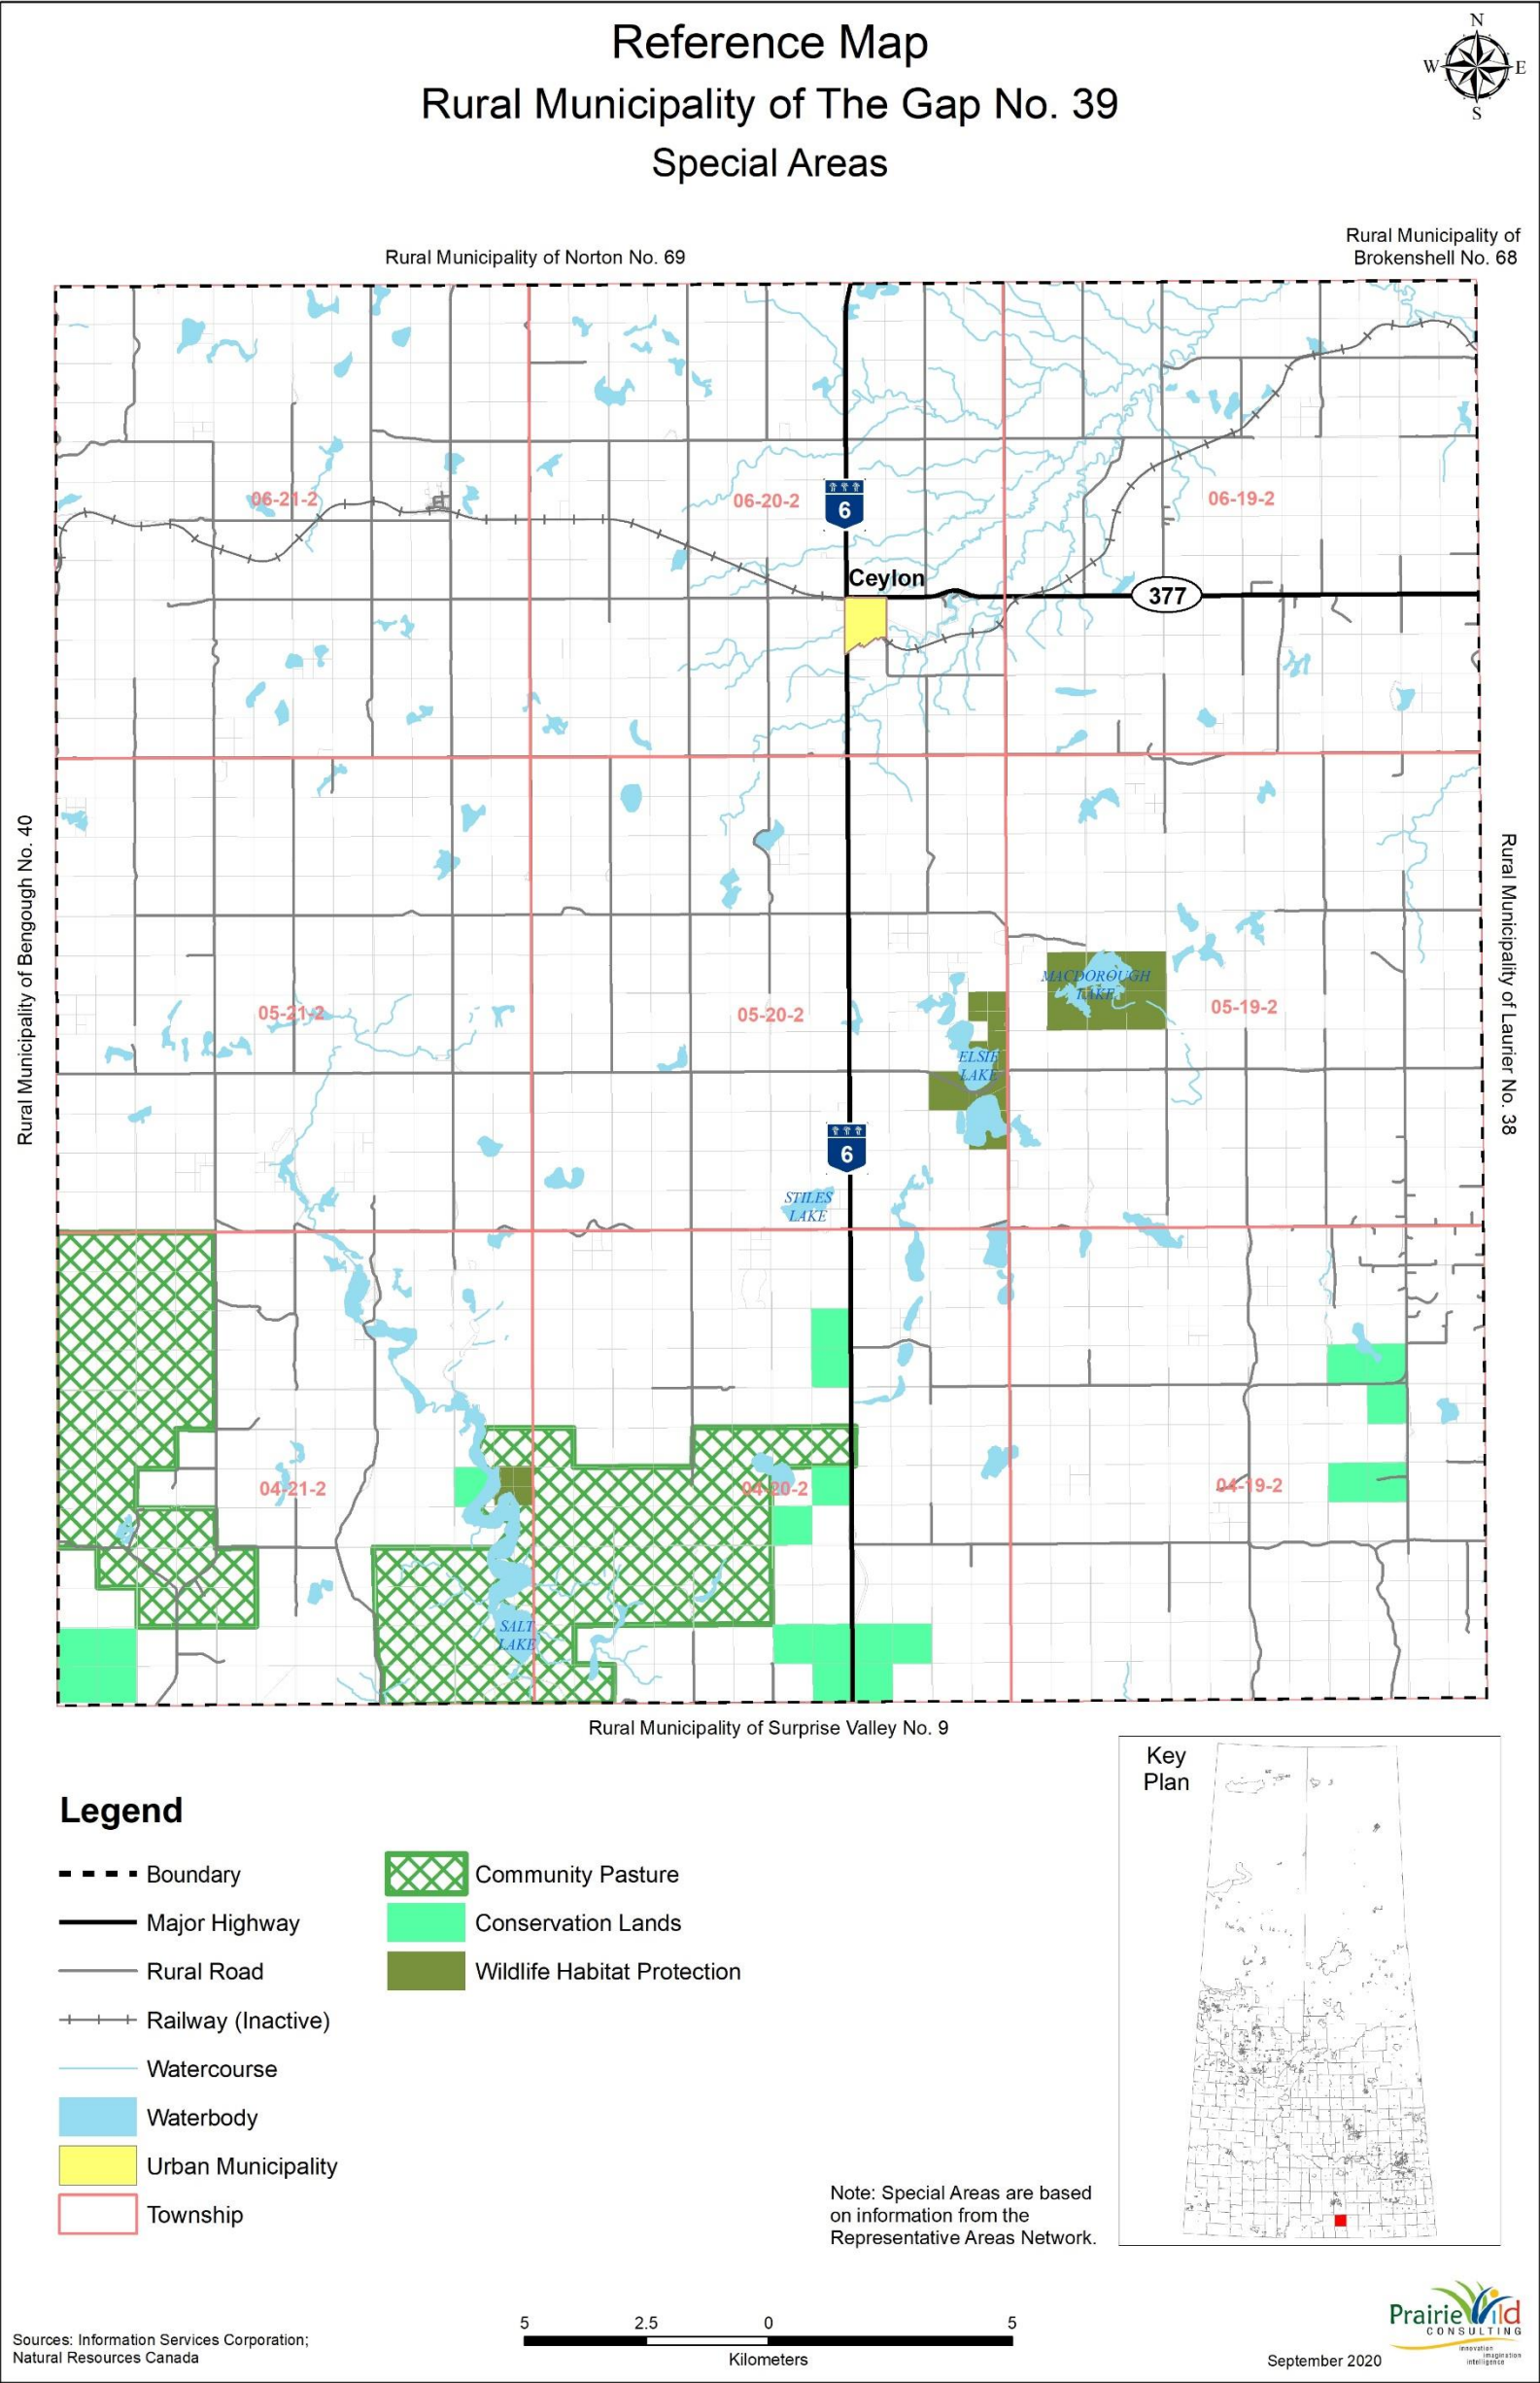 Reference Map
Rural Municipality of The Gap No. 39
Special Areas
N
W
E
S
Rural Municipality of Norton No. 69
Rural Municipality of
Brokenshell No. 68
Rural Municipality of Bengough No. 40
Rural Municipality of Laurier No. 38
06-21-2
06-20-2
06-19-2
6
Ceylon
377
MACDOROUGH
LAKE
05-21-2
05-20-2
05-19-2
ELSIE
LAKE
6
STILES
LAKE
04-21-2
04-20-2
04-19-2
SALT
LAKE
Rural Municipality of Surprise Valley No. 9
Key
Plan
Legend
Boundary
Major Highway
Rural Road
Railway (Inactive)
Watercourse
Waterbody
Urban Municipality
Township
Community Pasture
Conservation Lands
Wildlife Habitat Protection
Note: Special Areas are based
on information from the
Representative Areas Network.
5
2.5
0
5
Kilometers
Sources: Information Services Corporation;
Natural Resources Canada
September 2020
PrairieWild
CONSULTING
innovation
imagination
intelligence